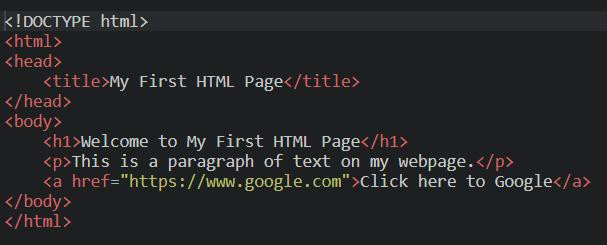 <!DOCTYPE html>
<html>
<head>
    <title>My First HTML Page</title>
</head>
<body>
    <h1>Welcome to My First HTML Page</h1>
    <p>This is a paragraph of text on my webpage.</p>
    <a href="https://www.google.com">Click here to Google</a>
</body>
</html>